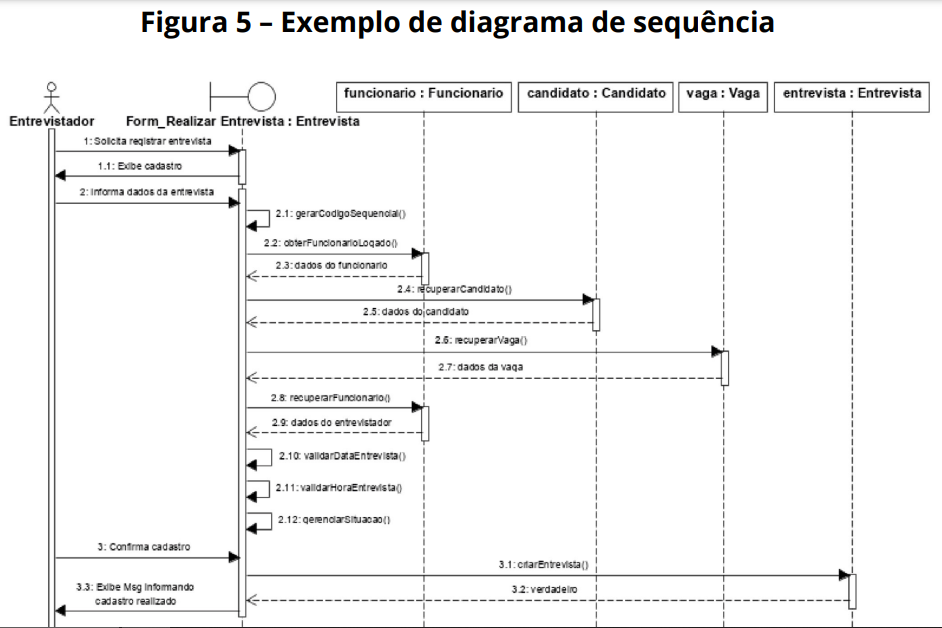 Figura 5 – Exemplo de diagrama de sequência
funcionario : Funcionario
candidato : Candidato
vaga : Vaga
entrevista : Entrevista
Entrevistador
Form_Realizar Entrevista : Entrevista
1: Solicita registrar entrevista
1.1: Exibe cadastro
2: Informa dados da entrevista
2.1: gerarCodigoSequencial()
2.2: obterFuncionarioLogado()
2.3: dados do funcionario
2.4: recuperarCandidato()
2.5: dados do candidato
2.6: recuperarVaga()
2.7: dados da vaga
2.8: recuperarFuncionario()
2.9: dados do entrevistador
2.10: validarDataEntrevista()
2.11: validarHoraEntrevista()
2.12: gerenciarSituacao()
3: Confirma cadastro
3.1: criarEntrevista()
3.2: verdadeiro
3.3: Exibe Msg Informando
cadastro realizado